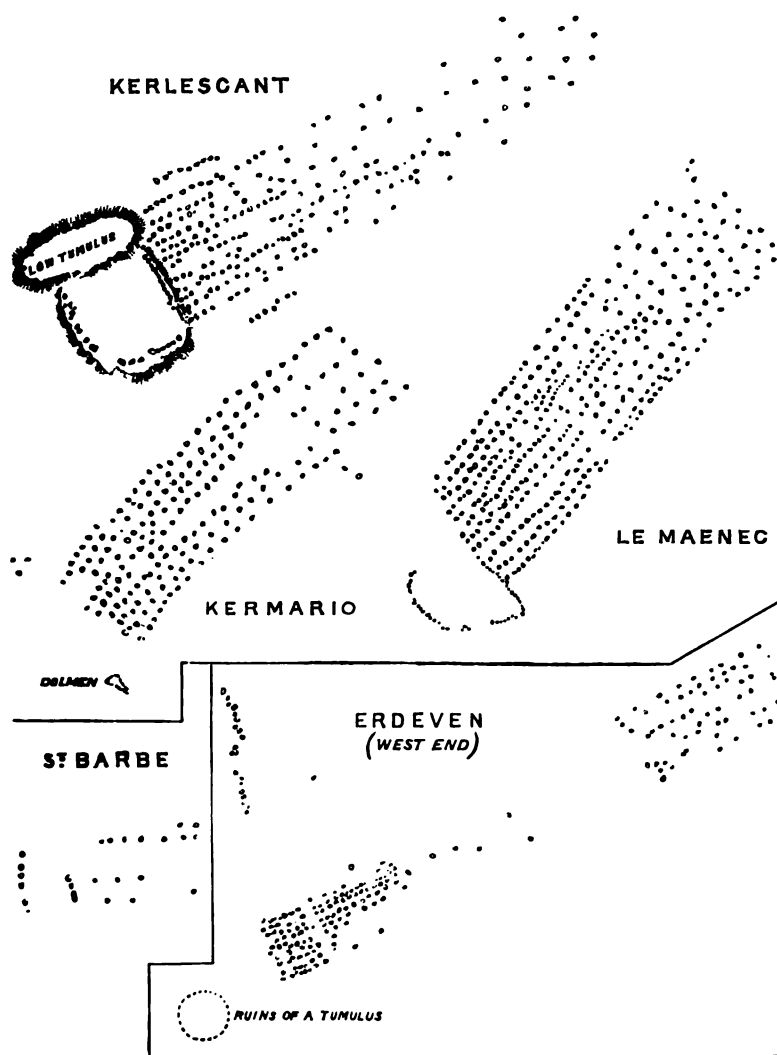 KERLESCANT
LOW TUMULUS
LE MAENEC
KERMARIO
DOLMEN
ERDEVEN
(WEST END)
ST BARBE
RUINS OF A TUMULUS